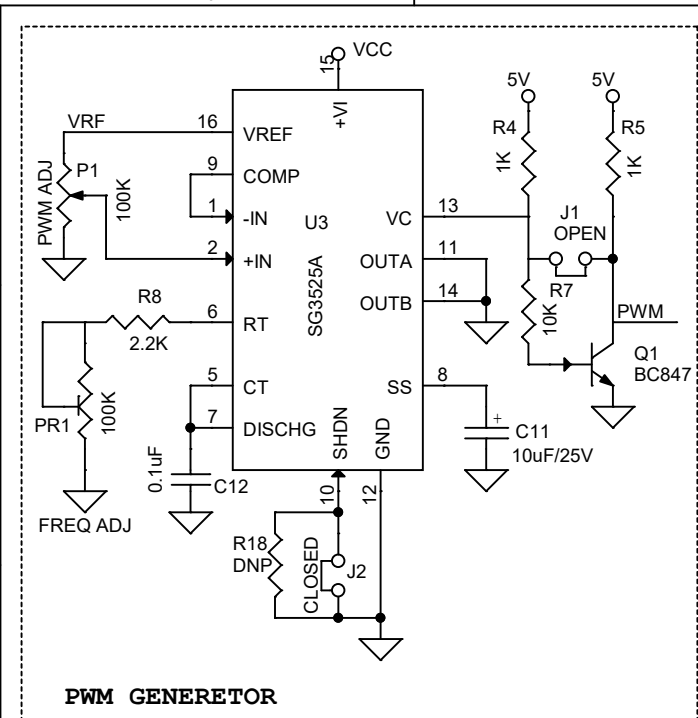 VCC
15
+VI
VRF
16
VREF
P1
PWM ADJ
100K
9
COMP
1
-IN
2
+IN
U3
SG3525A
R8
2.2K
6
RT
PR1
100K
FREQ ADJ
5
CT
7
DISCHG
0.1uF
C12
SHDN
10
GND
12
R18
DNP
CLOSED
J2
VC
13
OUTA
11
OUTB
14
SS
8
+
C11
10uF/25V
5V
5V
R4
1K
R5
1K
J1
OPEN
R7
10K
PWM
Q1
BC847
PWM GENERETOR